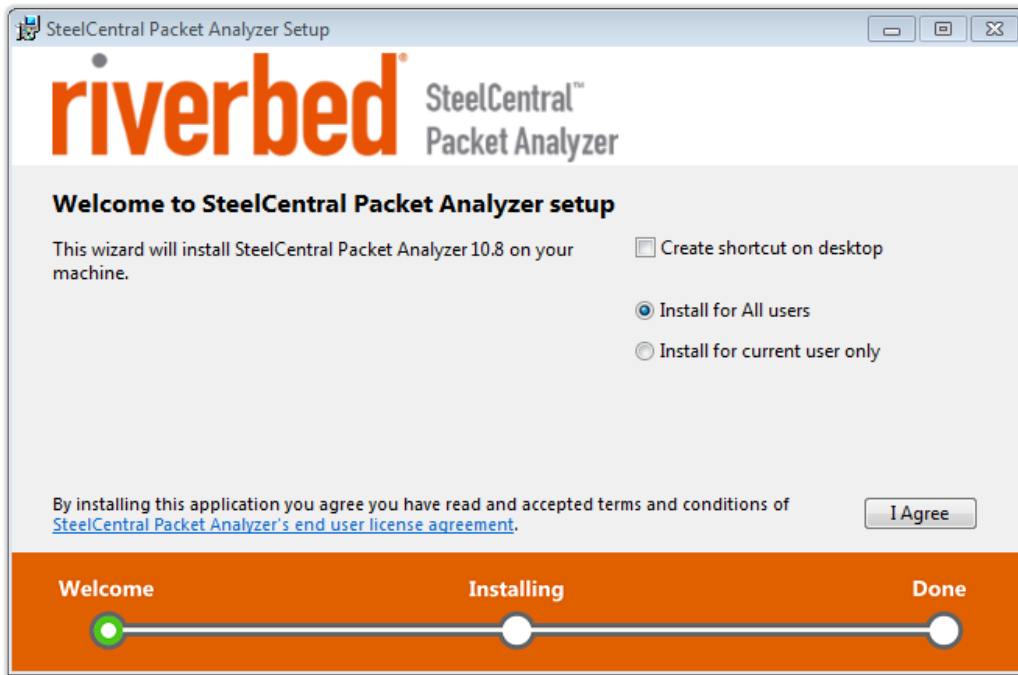 SteelCentral Packet Analyzer Setup
riverbed®
SteelCentral™
Packet Analyzer
Welcome to SteelCentral Packet Analyzer setup
This wizard will install SteelCentral Packet Analyzer 10.8 on your
machine.
Create shortcut on desktop
Install for All users
Install for current user only
By installing this application you agree you have read and accepted terms and conditions of
SteelCentral Packet Analyzer's end user license agreement.
I Agree
Welcome
Installing
Done